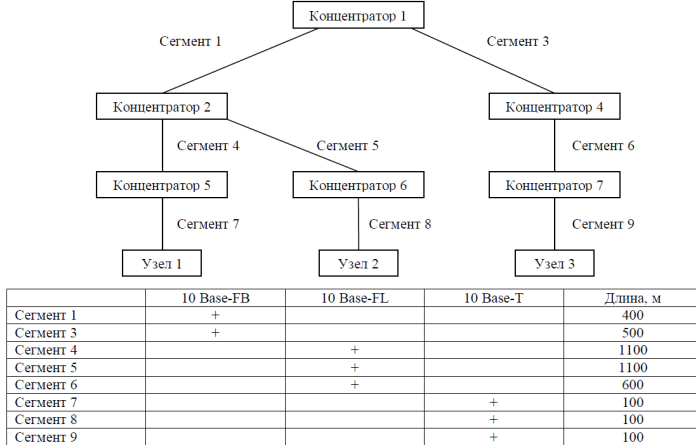 Концентратор 1
Сегмент 1
Сегмент 3
Концентратор 2
Концентратор 4
Сегмент 4
Сегмент 5
Сегмент 6
Концентратор 5
Концентратор 6
Концентратор 7
Сегмент 7
Сегмент 8
Сегмент 9
Узел 1
Узел 2
Узел 3
10 Base-FB 10 Base-FL 10 Base-T Длина, м
Сегмент 1 + 400
Сегмент 3 + 500
Сегмент 4 + 1100
Сегмент 5 + 1100
Сегмент 6 + 600
Сегмент 7 + 100
Сегмент 8 + 100
Сегмент 9 + 100